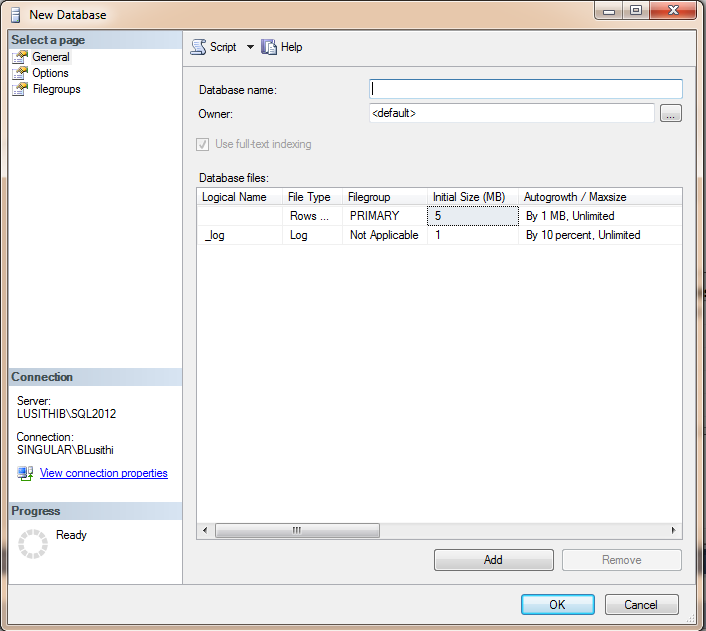 New Database
Select a page
General
Options
Filegroups
Script Help
Database name:
Owner: <default> ...
Use full-text indexing
Database files:
Logical Name File Type Filegroup Initial Size (MB) Autogrowth / Maxsize
Rows ... PRIMARY 5 By 1 MB, Unlimited
_log Log Not Applicable 1 By 10 percent, Unlimited
Connection
Server:
LUSITHIB\SQL2012
Connection:
SINGULAR\BLusithi
View connection properties
Progress
Ready
Add Remove
OK Cancel